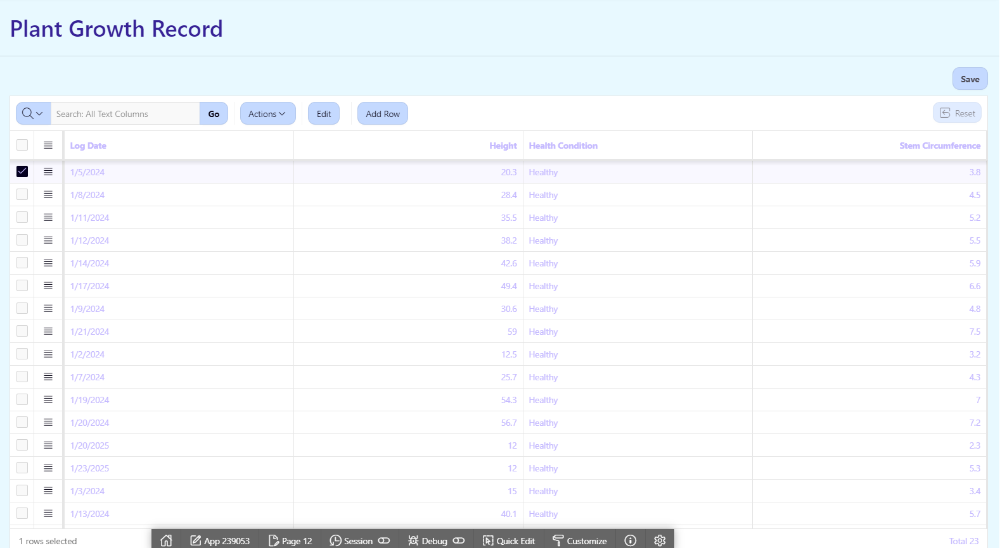 Plant Growth Record
Save
Search: All Text Columns Go Actions Edit Add Row Reset
Log Date Height Health Condition Stem Circumference
1/5/2024 20.3 Healthy 3.8
1/8/2024 28.4 Healthy 4.5
1/11/2024 35.5 Healthy 5.2
1/12/2024 38.2 Healthy 5.5
1/14/2024 42.6 Healthy 5.9
1/17/2024 49.4 Healthy 6.6
1/9/2024 30.6 Healthy 4.8
1/21/2024 59 Healthy 7.5
1/2/2024 12.5 Healthy 3.2
1/7/2024 25.7 Healthy 4.3
1/19/2024 54.3 Healthy 7
1/20/2024 56.7 Healthy 7.2
1/20/2025 12 Healthy 2.3
1/23/2025 12 Healthy 5.3
1/3/2024 15 Healthy 3.4
1/13/2024 40.1 Healthy 5.7
1 rows selected App 239053 Page 12 Session Debug Quick Edit Customize Total 23